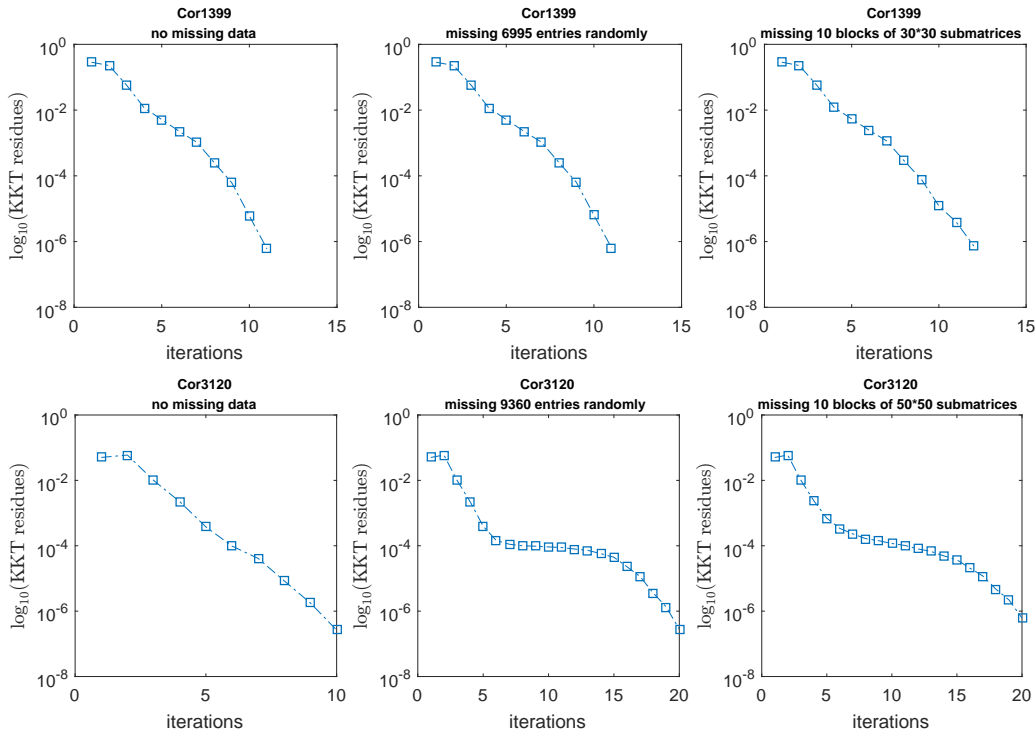 Cor1399
no missing data
10^0
10^-2
10^-4
10^-6
10^-8
log10(KKT residues)
0 5 10 15
iterations
Cor1399
missing 6995 entries randomly
10^0
10^-2
10^-4
10^-6
10^-8
log10(KKT residues)
0 5 10 15
iterations
Cor1399
missing 10 blocks of 30*30 submatrices
10^0
10^-2
10^-4
10^-6
10^-8
log10(KKT residues)
0 5 10 15
iterations
Cor3120
no missing data
10^0
10^-2
10^-4
10^-6
10^-8
log10(KKT residues)
0 5 10
iterations
Cor3120
missing 9360 entries randomly
10^0
10^-2
10^-4
10^-6
10^-8
log10(KKT residues)
0 5 10 15 20
iterations
Cor3120
missing 10 blocks of 50*50 submatrices
10^0
10^-2
10^-4
10^-6
10^-8
log10(KKT residues)
0 5 10 15 20
iterations